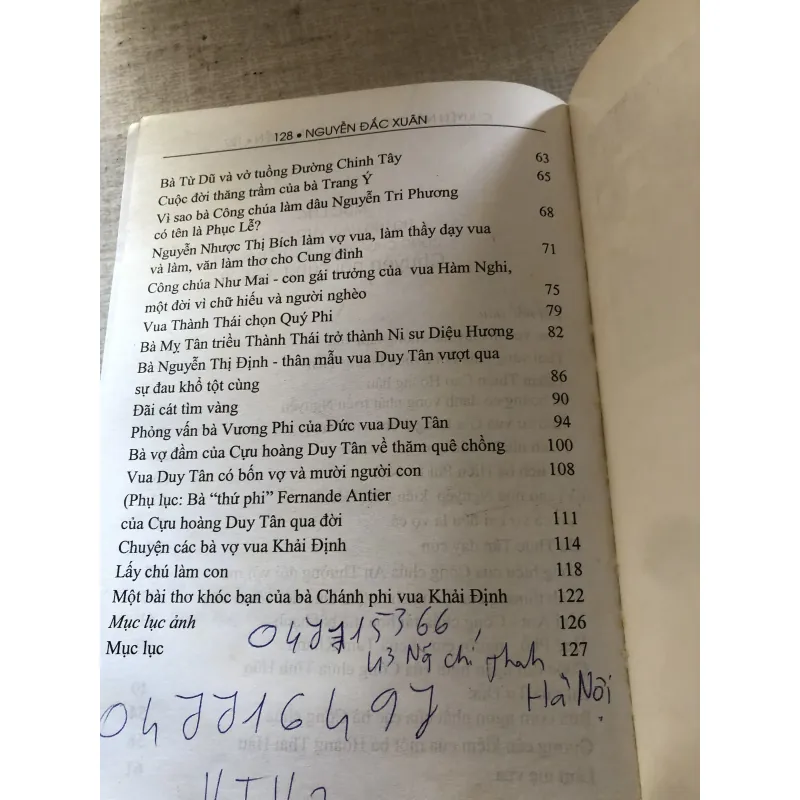 128 • NGUYỄN ĐẮC XUÂN
Bà Từ Dũ và vở tuồng Đường Chinh Tây 63
Cuộc đời thăng trầm của bà Trang Ý 65
Vì sao bà Công chúa làm dâu Nguyễn Tri Phương
có tên là Phục Lễ? 68
Nguyễn Nhược Thị Bích làm vợ vua, làm thầy dạy vua
và làm, văn làm thơ cho Cung đình 71
Công chúa Như Mai - con gái trưởng của vua Hàm Nghi,
một đời vì chữ hiếu và người nghèo 75
Vua Thành Thái chọn Quý Phi 79
Bà Mỵ Tân triều Thành Thái trở thành Ni sư Diệu Hương 82
Bà Nguyễn Thị Định - thân mẫu vua Duy Tân vượt qua
sự đau khổ tột cùng 86
Đãi cát tìm vàng 90
Phỏng vấn bà Vương Phi của Đức vua Duy Tân 94
Bà vợ đầm của Cựu hoàng Duy Tân về thăm quê chồng 100
Vua Duy Tân có bốn vợ và mười người con 108
(Phụ lục: Bà “thứ phi” Fernande Antier
của Cựu hoàng Duy Tân qua đời 111
Chuyện các bà vợ vua Khải Định 114
Lấy chú làm con 118
Một bài thơ khóc bạn của bà Chánh phi vua Khải Định 122
Mục lục ảnh 126
Mục lục 127
047715366,
43 Ng chí thanh
Hà Nội.
047716497